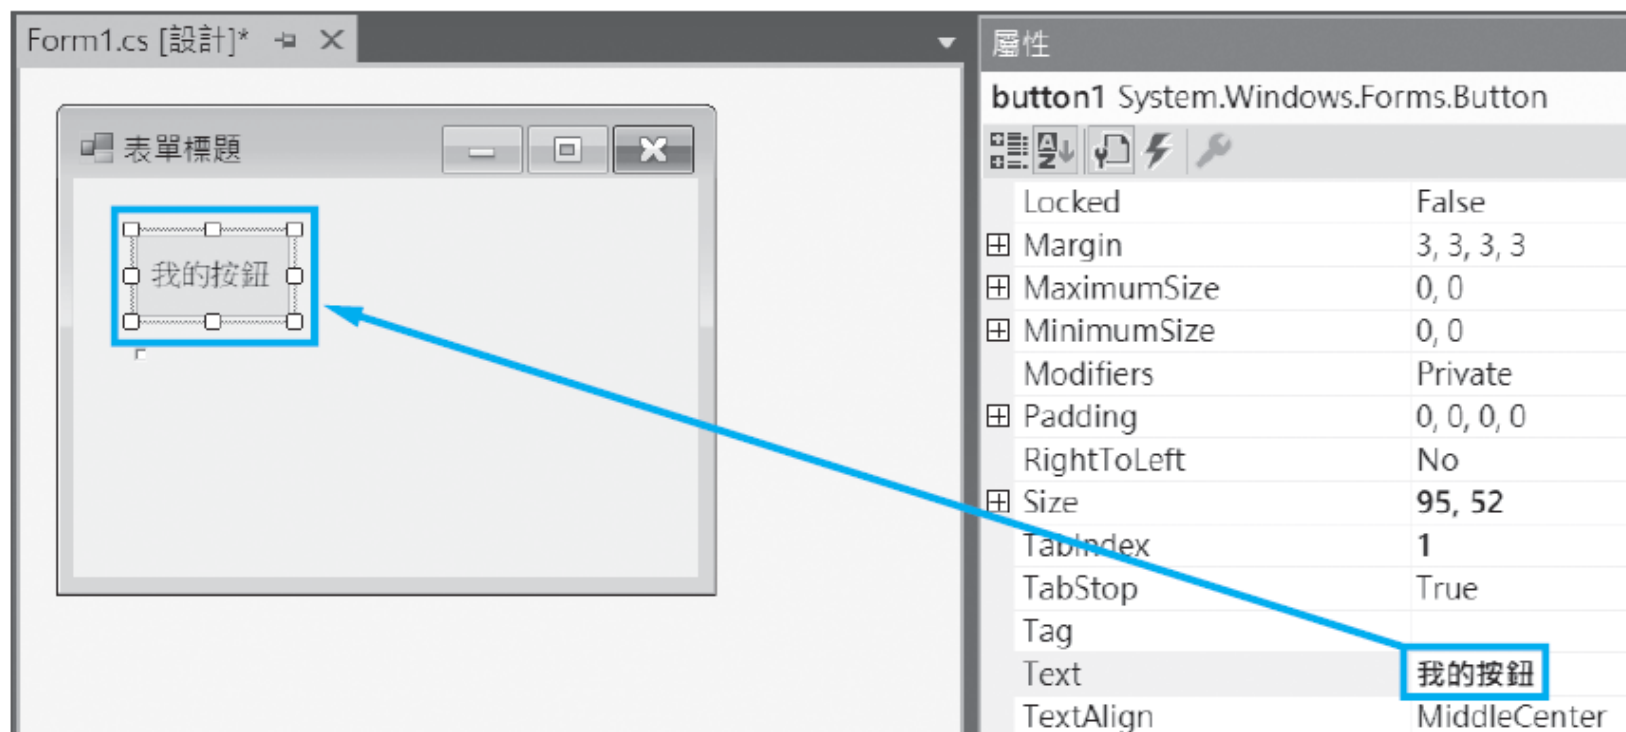 Form1.cs [設計]*
表單標題
我的按鈕
屬性
button1 System.Windows.Forms.Button
Locked False
Margin 3, 3, 3, 3
MaximumSize 0, 0
MinimumSize 0, 0
Modifiers Private
Padding 0, 0, 0, 0
RightToLeft No
Size 95, 52
TabIndex 1
TabStop True
Tag
Text 我的按鈕
TextAlign MiddleCenter